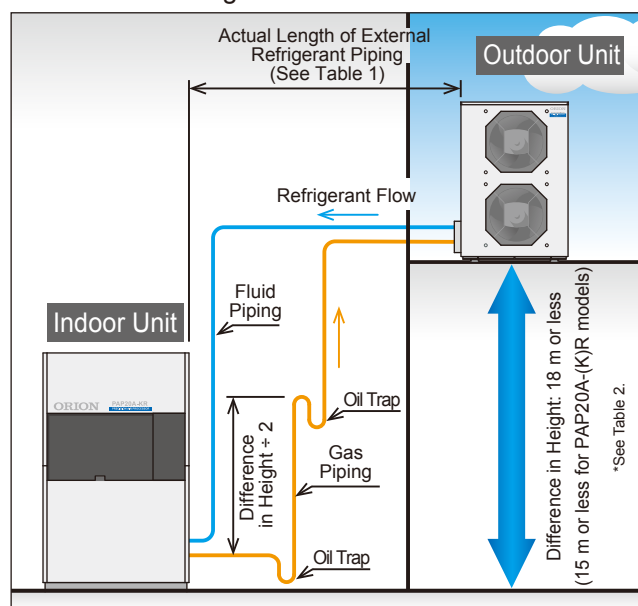 Actual Length of External
Refrigerant Piping
(See Table 1)
Outdoor Unit
Refrigerant Flow
Fluid
Piping
Indoor Unit
ORION
PAP20A-KR
Oil Trap
Difference
in Height ÷ 2
Gas
Piping
Oil Trap
Difference in Height: 18 m or less
(15 m or less for PAP20A-(K)R models)
*See Table 2.